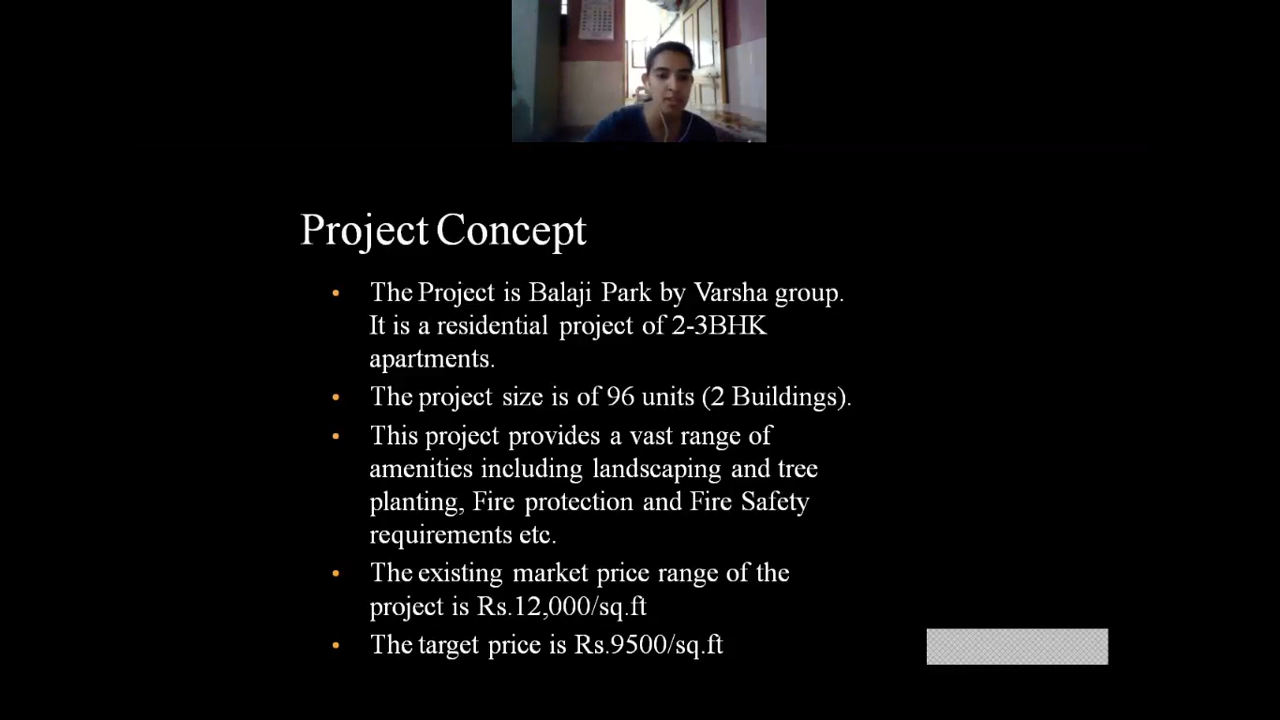 Project Concept
• The Project is Balaji Park by Varsha group.
It is a residential project of 2-3BHK
apartments.
• The project size is of 96 units (2 Buildings).
• This project provides a vast range of
amenities including landscaping and tree
planting, Fire protection and Fire Safety
requirements etc.
• The existing market price range of the
project is Rs.12,000/sq.ft
• The target price is Rs.9500/sq.ft